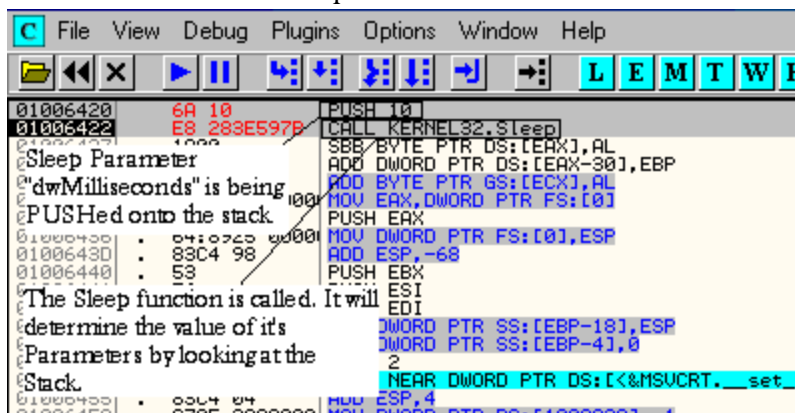 C File View Debug Plugins Options Window Help
L E M T W
01006420 6A 10 PUSH 10
01006422 E8 283E597B CALL KERNEL32.Sleep
SBB BYTE PTR DS:[EAX],AL
Sleep Parameter ADD DWORD PTR DS:[EAX-30],EBP
"dwMilliseconds" is being ADD BYTE PTR GS:[ECX],AL
MOV EAX,DWORD PTR FS:[0]
PUSHed onto the stack. PUSH EAX
MOV DWORD PTR FS:[0],ESP
0100643D . 83C4 98 ADD ESP,-68
01006440 . 53 PUSH EBX
The Sleep function is called. It will ESI
EDI
determine the value of it's DWORD PTR SS:[EBP-18],ESP
DWORD PTR SS:[EBP-4],0
Parameters by looking at the 2
Stack. NEAR DWORD PTR DS:[<&MSVCRT.__set_
01006455 . 83C4 04 ADD ESP,4